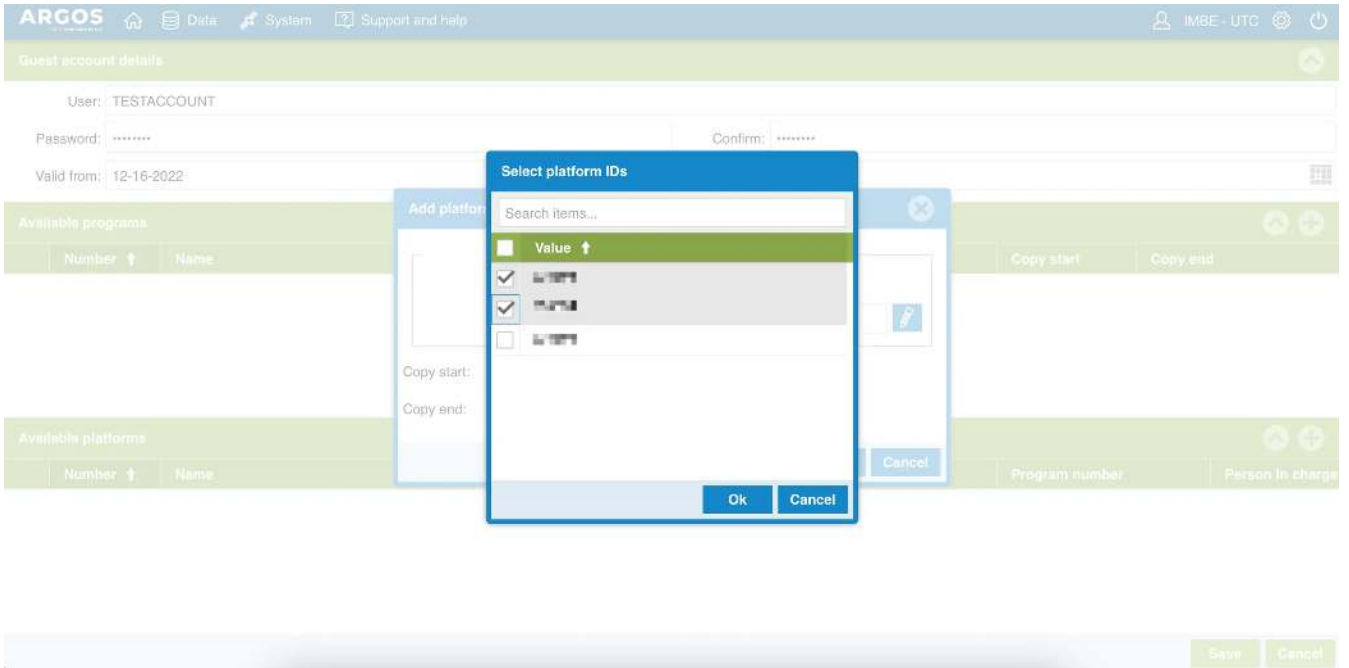 ARGOS Data System Support and help IMBE - UTC
Guest account details
User: TESTACCOUNT
Password: •••••••• Confirm: ••••••••
Valid from: 12-16-2022
Select platform IDs
Add platfor
Search items...
Available programs
Value
Number Name Copy start Copy end
Copy start:
Copy end:
Available platforms
Cancel
Number Name Program number Person in charge
Ok Cancel
Save Cancel